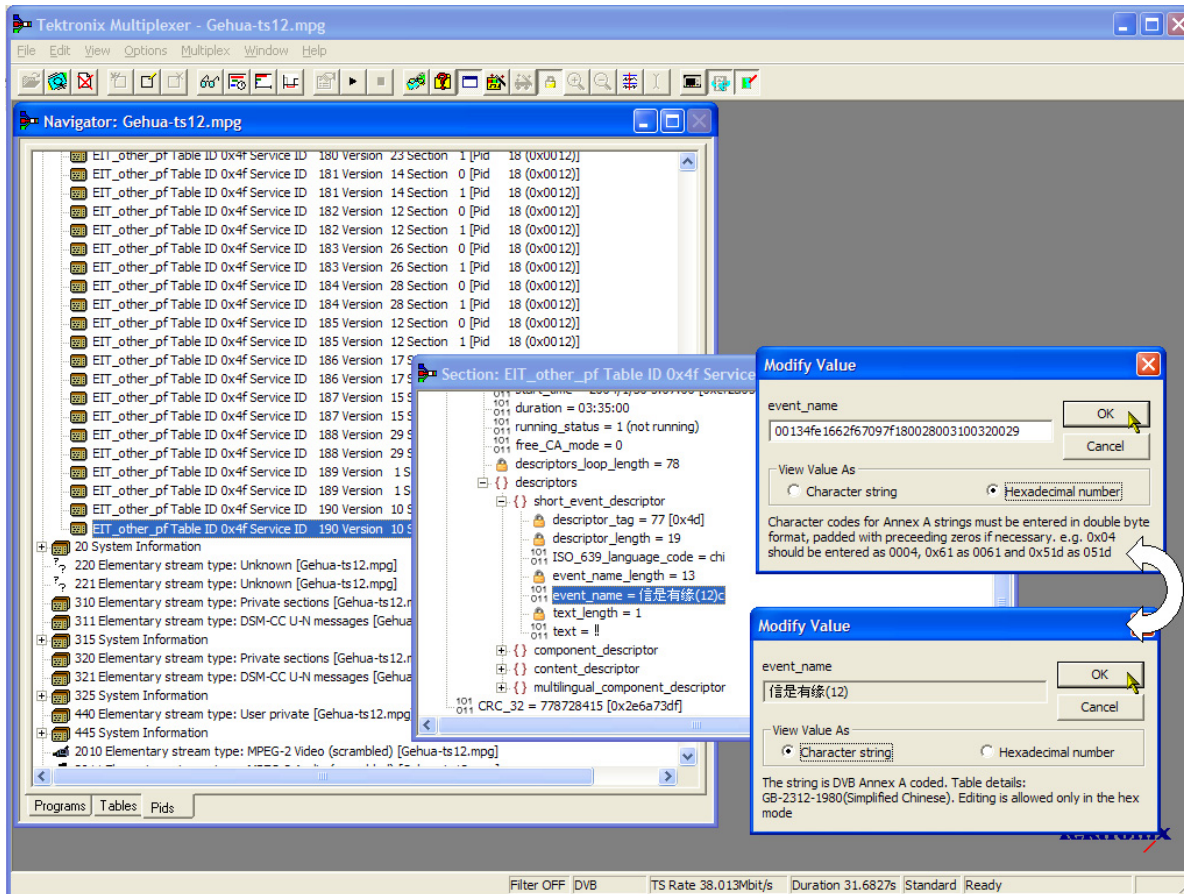 Tektronix Multiplexer - Gehua-ts12.mpg
File Edit View Options Multiplex Window Help
Navigator: Gehua-ts12.mpg
EIT_other_pf Table ID 0x4f Service ID 180 Version 23 Section 1 [Pid 18 (0x0012)]
EIT_other_pf Table ID 0x4f Service ID 181 Version 14 Section 0 [Pid 18 (0x0012)]
EIT_other_pf Table ID 0x4f Service ID 181 Version 14 Section 1 [Pid 18 (0x0012)]
EIT_other_pf Table ID 0x4f Service ID 182 Version 12 Section 0 [Pid 18 (0x0012)]
EIT_other_pf Table ID 0x4f Service ID 182 Version 12 Section 1 [Pid 18 (0x0012)]
EIT_other_pf Table ID 0x4f Service ID 183 Version 26 Section 0 [Pid 18 (0x0012)]
EIT_other_pf Table ID 0x4f Service ID 183 Version 26 Section 1 [Pid 18 (0x0012)]
EIT_other_pf Table ID 0x4f Service ID 184 Version 28 Section 0 [Pid 18 (0x0012)]
EIT_other_pf Table ID 0x4f Service ID 184 Version 28 Section 1 [Pid 18 (0x0012)]
EIT_other_pf Table ID 0x4f Service ID 185 Version 12 Section 0 [Pid 18 (0x0012)]
EIT_other_pf Table ID 0x4f Service ID 185 Version 12 Section 1 [Pid 18 (0x0012)]
EIT_other_pf Table ID 0x4f Service ID 186 Version 17 S
EIT_other_pf Table ID 0x4f Service ID 186 Version 17 S
EIT_other_pf Table ID 0x4f Service ID 187 Version 15 S
EIT_other_pf Table ID 0x4f Service ID 187 Version 15 S
EIT_other_pf Table ID 0x4f Service ID 188 Version 29 S
EIT_other_pf Table ID 0x4f Service ID 188 Version 29 S
EIT_other_pf Table ID 0x4f Service ID 189 Version 1 S
EIT_other_pf Table ID 0x4f Service ID 189 Version 1 S
EIT_other_pf Table ID 0x4f Service ID 190 Version 10 S
EIT_other_pf Table ID 0x4f Service ID 190 Version 10 S
20 System Information
220 Elementary stream type: Unknown [Gehua-ts12.mpg]
221 Elementary stream type: Unknown [Gehua-ts12.mpg]
310 Elementary stream type: Private sections [Gehua-ts12.m
311 Elementary stream type: DSM-CC U-N messages [Gehua
315 System Information
320 Elementary stream type: Private sections [Gehua-ts12.m
321 Elementary stream type: DSM-CC U-N messages [Gehua
325 System Information
440 Elementary stream type: User private [Gehua-ts12.mpg]
445 System Information
2010 Elementary stream type: MPEG-2 Video (scrambled) [Gehua-ts12.mpg]
Programs Tables Pids
Section: EIT_other_pf Table ID 0x4f Service
duration = 03:35:00
running_status = 1 (not running)
free_CA_mode = 0
descriptors_loop_length = 78
descriptors
short_event_descriptor
descriptor_tag = 77 [0x4d]
descriptor_length = 19
ISO_639_language_code = chi
event_name_length = 13
event_name = 信是有缘(12)c
text_length = 1
text = ‼
component_descriptor
content_descriptor
multilingual_component_descriptor
CRC_32 = 778728415 [0x2e6a73df]
Modify Value
event_name
00134fe1662f67097f180028003100320029
OK
Cancel
View Value As
Character string Hexadecimal number
Character codes for Annex A strings must be entered in double byte
format, padded with preceeding zeros if necessary. e.g. 0x04
should be entered as 0004, 0x61 as 0061 and 0x51d as 051d
Modify Value
event_name
信是有缘(12)
OK
Cancel
View Value As
Character string Hexadecimal number
The string is DVB Annex A coded. Table details:
GB-2312-1980(Simplified Chinese). Editing is allowed only in the hex
mode
Tektronix
Filter OFF DVB TS Rate 38.013Mbit/s Duration 31.6827s Standard Ready